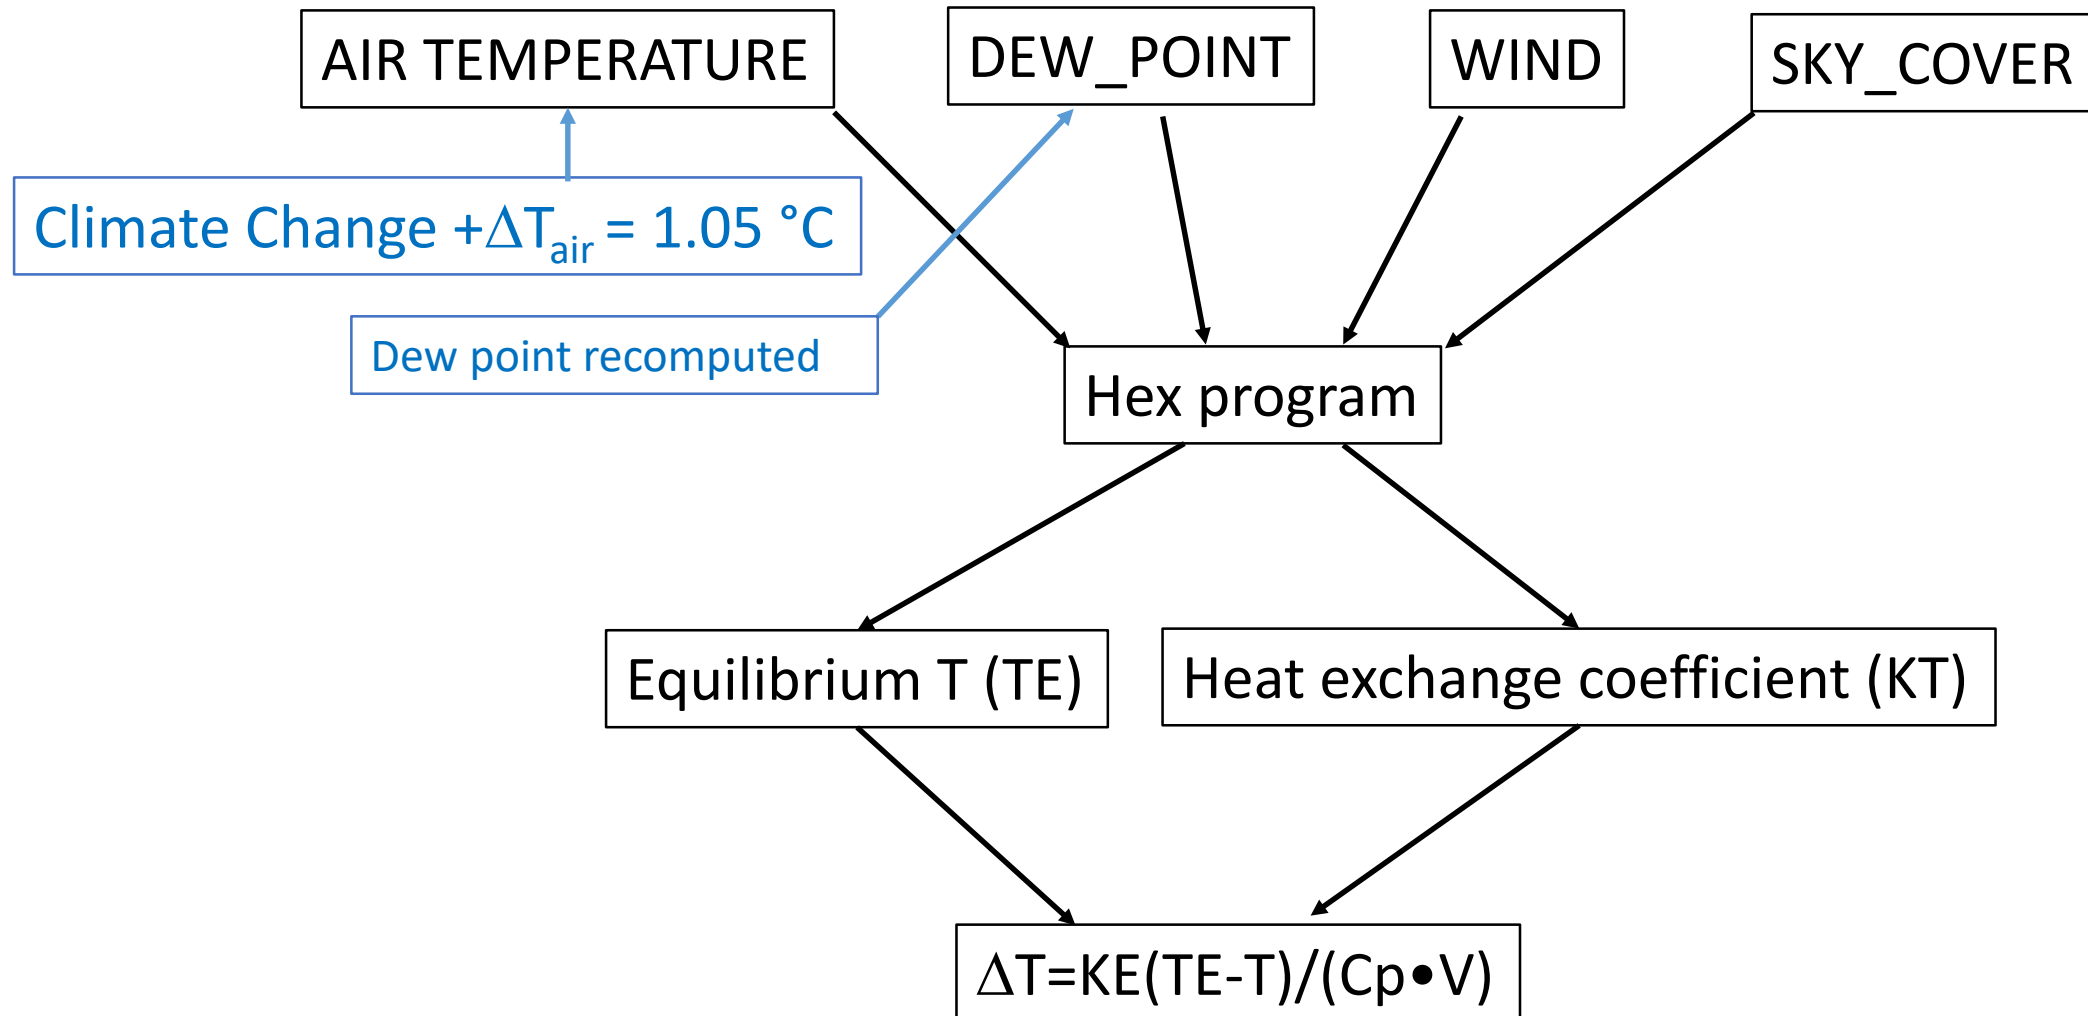 AIR TEMPERATURE
DEW_POINT
WIND
SKY_COVER
Climate Change +ΔTair = 1.05 °C
Dew point recomputed
Hex program
Equilibrium T (TE)
Heat exchange coefficient (KT)
ΔT=KE(TE-T)/(Cp•V)